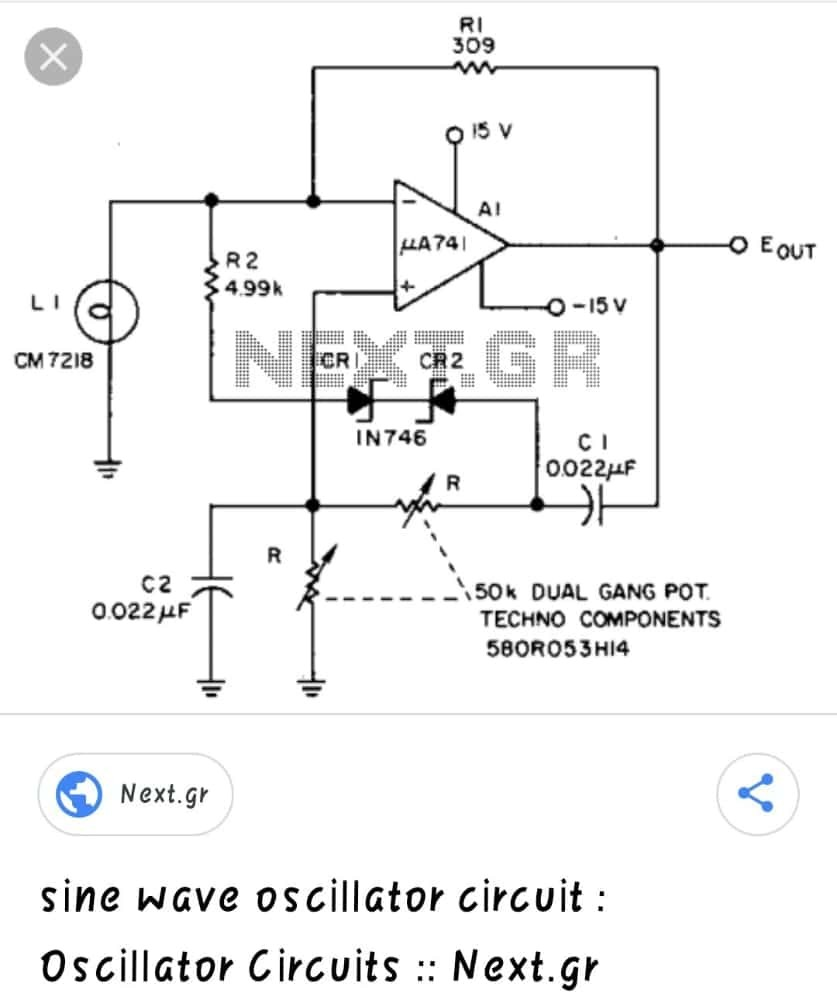 R1
309
15 V
A1
−
μA741
+
E OUT
R2
4.99k
L1
-15V
NEXT.GR
CM7218
CR1
CR2
IN746
C1
0.022μF
R
R
C2
0.022μF
50k DUAL GANG POT.
TECHNO COMPONENTS
580R053H14
Next.gr
sine wave oscillator circuit :
Oscillator Circuits :: Next.gr